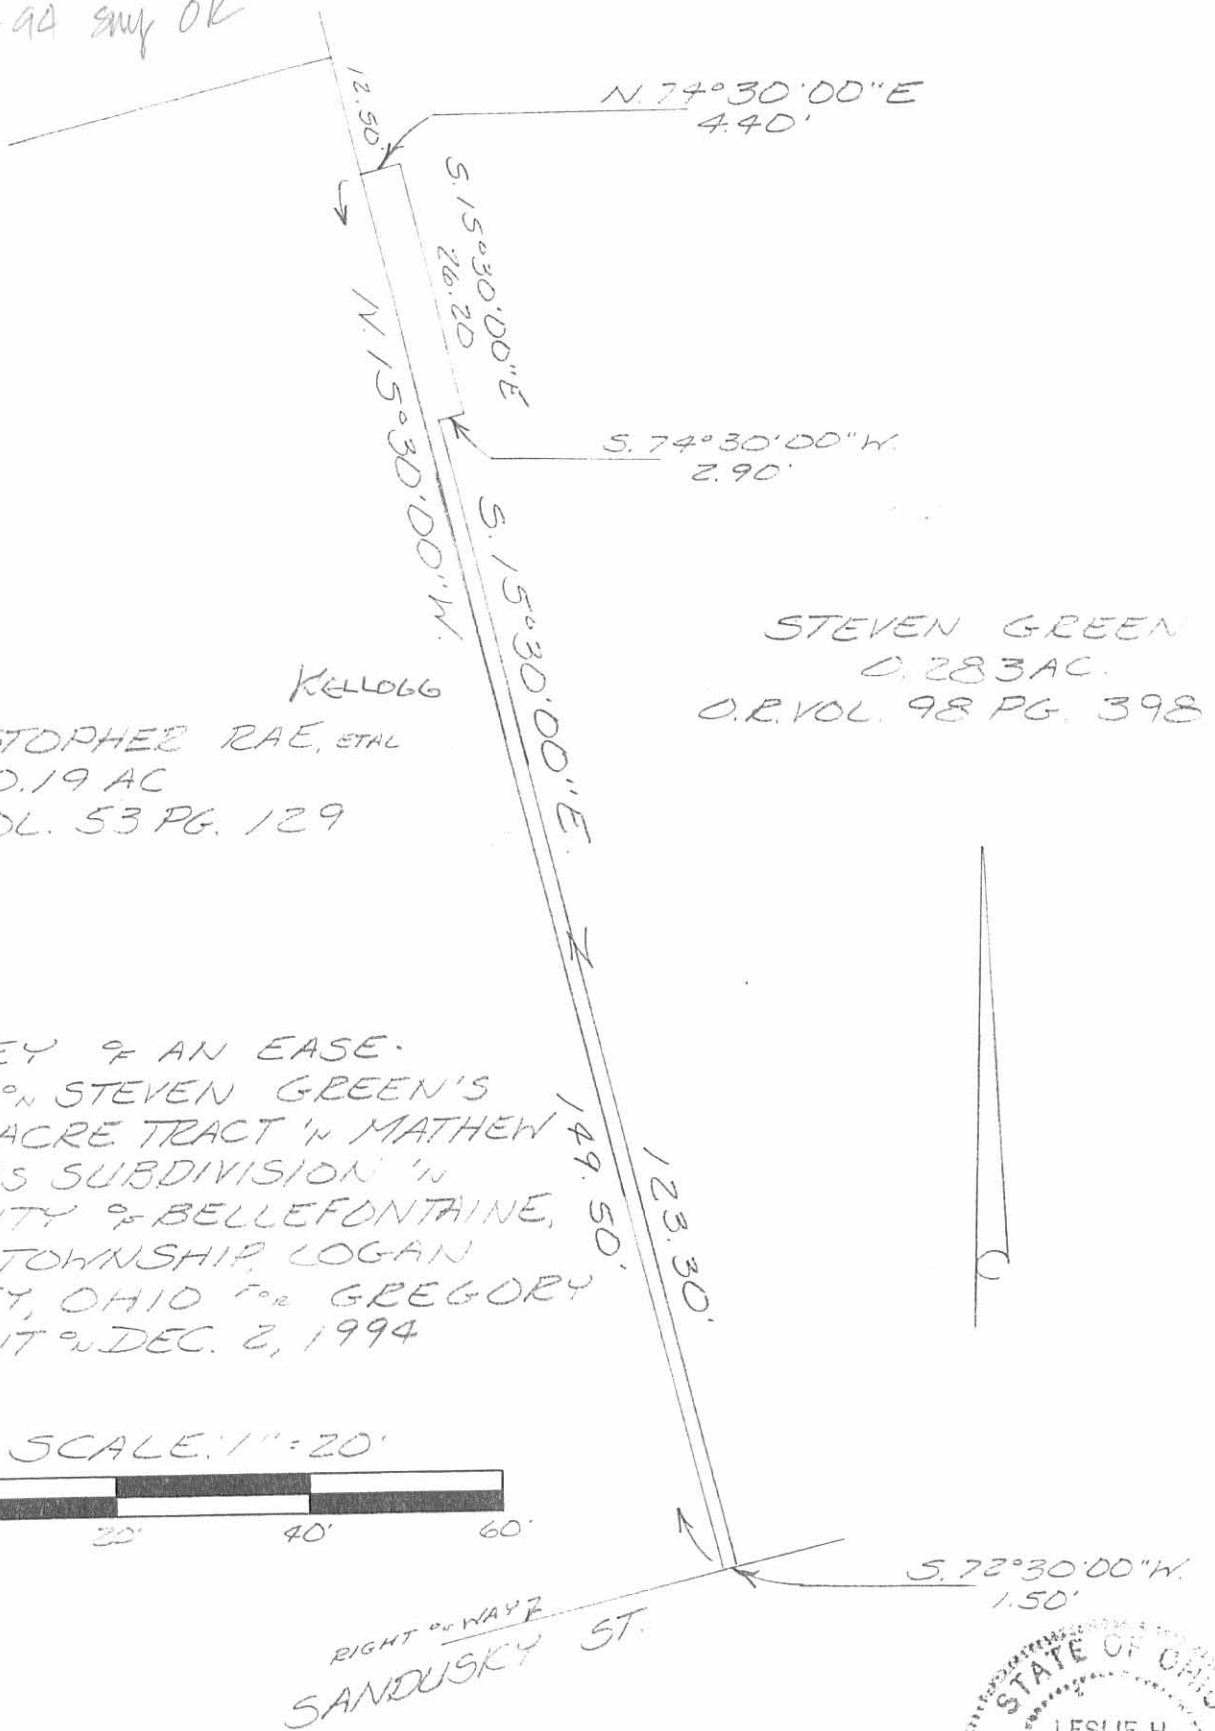 OK
12.50'
N. 74°30'00"E
4.40'
S. 15°30'00"E
26.20
N. 15°30'00"W.
S. 74°30'00"W.
2.90'
S. 15°30'00"E.
STEVEN GREEN
0.283 AC.
O.R. VOL. 98 PG. 398
KELLOGG
STOPHER RAE, ETAL
0.19 AC
OL. 53 PG. 129
EY OF AN EASE-
ON STEVEN GREEN'S
ACRE TRACT IN MATHEW
S SUBDIVISION IN
ITY OF BELLEFONTAINE,
TOWNSHIP, LOGAN
Y, OHIO FOR GREGORY
IT ON DEC. 2, 1994
149.50'
123.30'
SCALE: 1"=20'
20' 40' 60'
S. 72°30'00"W.
1.50'
RIGHT OF WAY
SANDUSKY ST.
STATE OF OHIO
LESLIE H.